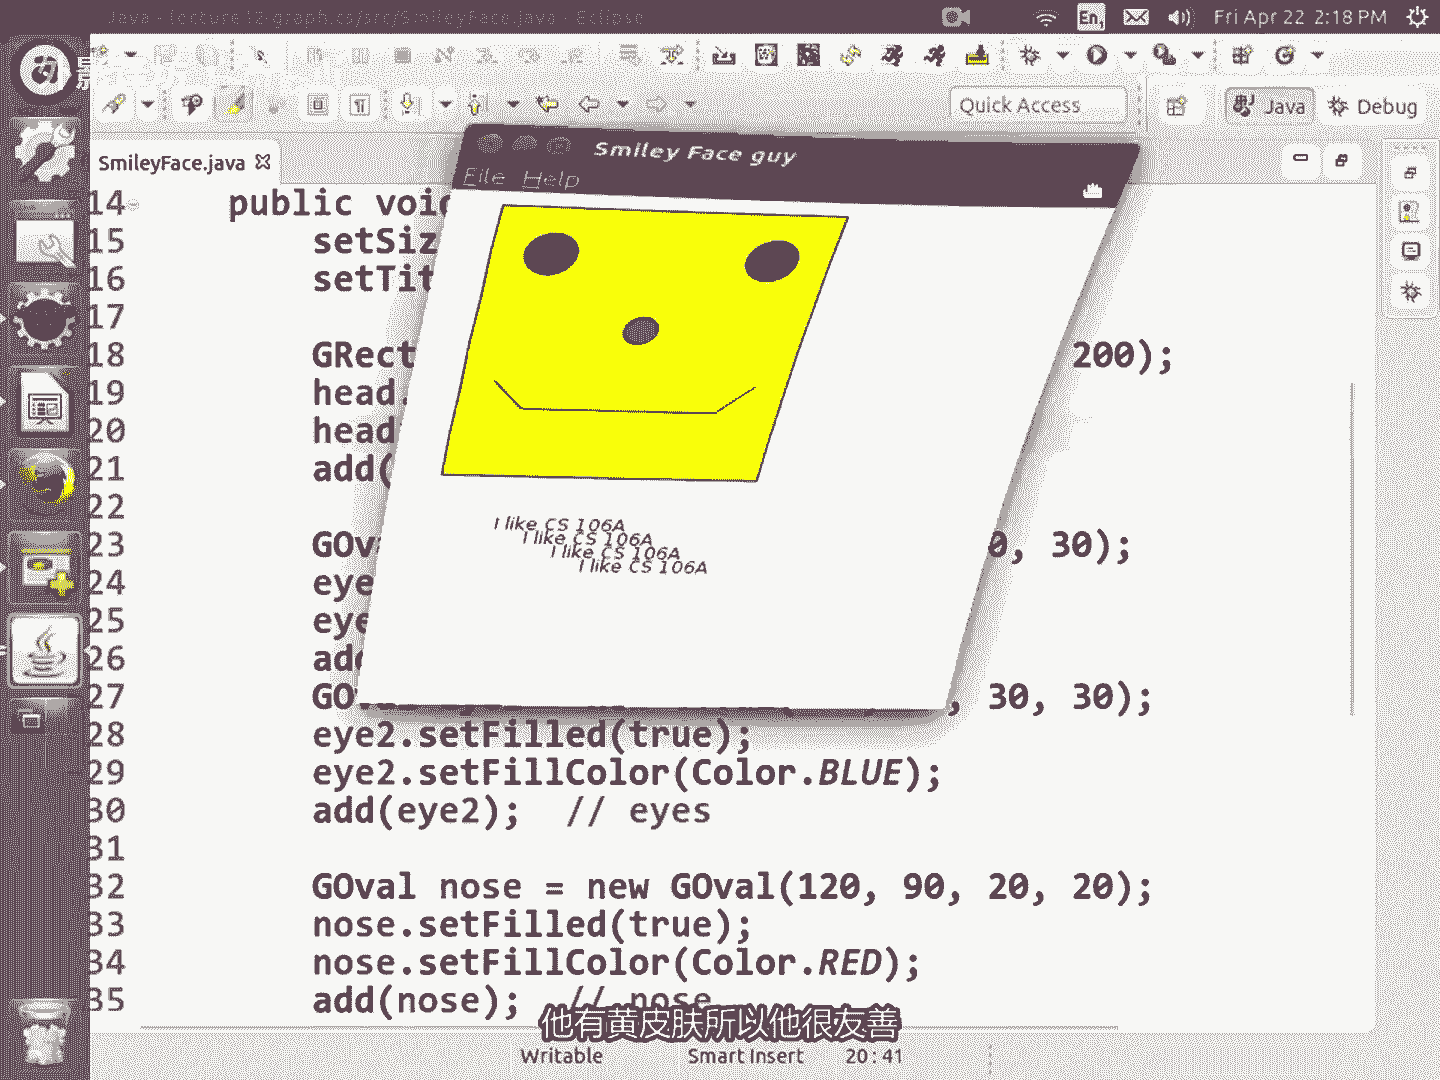 Java - lecture12-graphics/src/SmileyFace.java - Eclipse
En
Fri Apr 22 2:18 PM
Quick Access
Java
Debug
SmileyFace.java
Smiley Face guy
File Help
I like CS 106A
I like CS 106A
I like CS 106A
I like CS 106A
14 public void
15 setSiz
16 setTit
17
18 GRect 200);
19 head.
20 head
21 add(
22
23 GOva 0, 30);
24 eye
25 eye
26 add
27 GO , 30, 30);
28 eye2.setFilled(true);
29 eye2.setFillColor(Color.BLUE);
30 add(eye2); // eyes
31
32 GOval nose = new GOval(120, 90, 20, 20);
33 nose.setFilled(true);
34 nose.setFillColor(Color.RED);
35 add(nose); // nose
他有黄皮肤所以他很友善
Writable Smart Insert 20:41